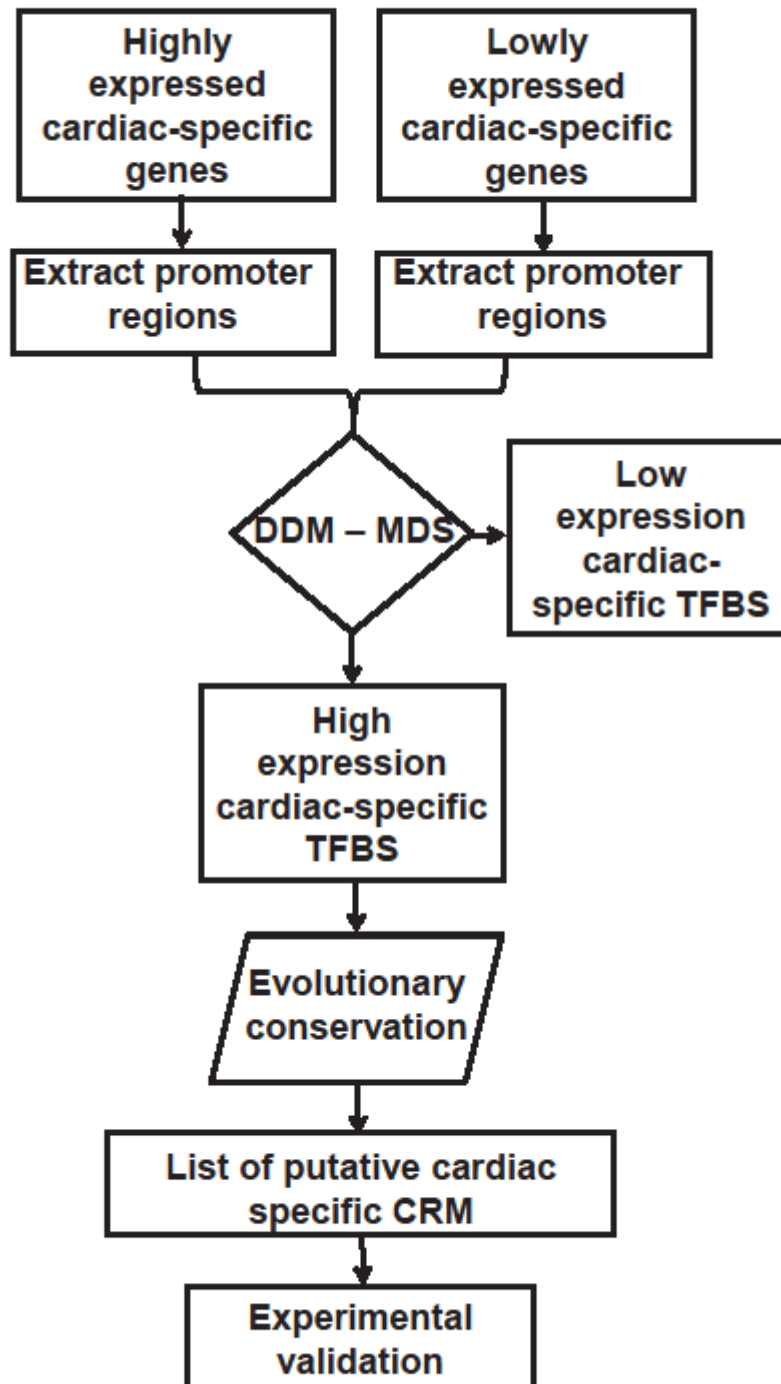 Highly
expressed
cardiac-specific
genes
Lowly
expressed
cardiac-specific
genes
Extract promoter
regions
Extract promoter
regions
DDM – MDS
Low
expression
cardiac-
specific TFBS
High
expression
cardiac-specific
TFBS
Evolutionary
conservation
List of putative cardiac
specific CRM
Experimental
validation